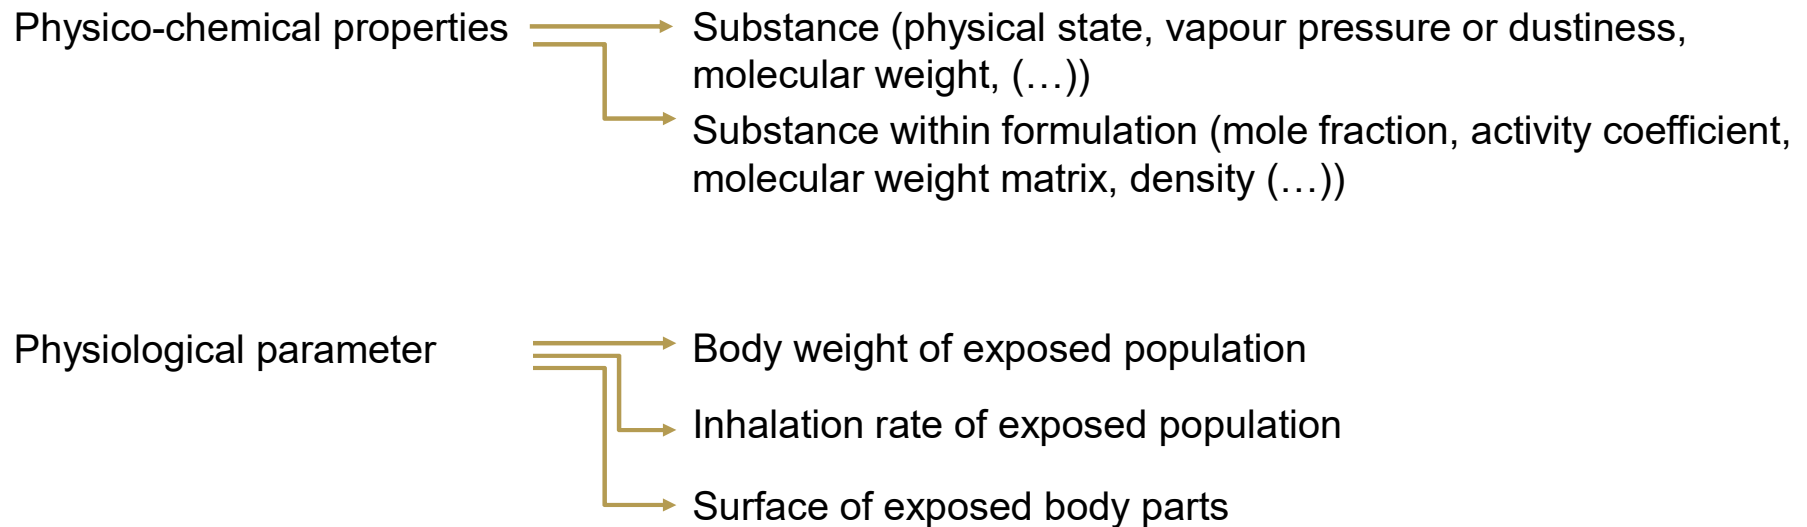 Physico-chemical properties
Substance (physical state, vapour pressure or dustiness,
molecular weight, (…))
Substance within formulation (mole fraction, activity coefficient,
molecular weight matrix, density (…))
Physiological parameter
Body weight of exposed population
Inhalation rate of exposed population
Surface of exposed body parts